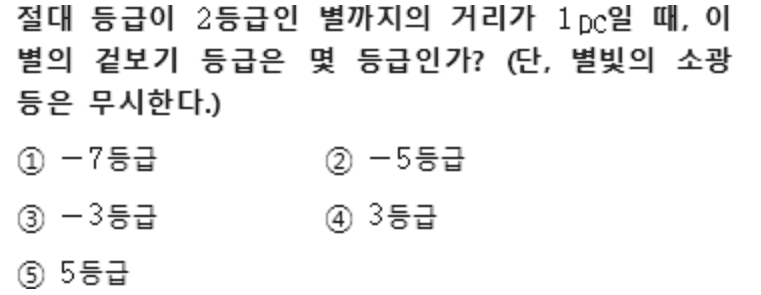 절대 등급이 2등급인 별까지의 거리가 1pc일 때, 이
별의 겉보기 등급은 몇 등급인가? (단, 별빛의 소광
등은 무시한다.)
① －7등급 ② －5등급
③ －3등급 ④ 3등급
⑤ 5등급